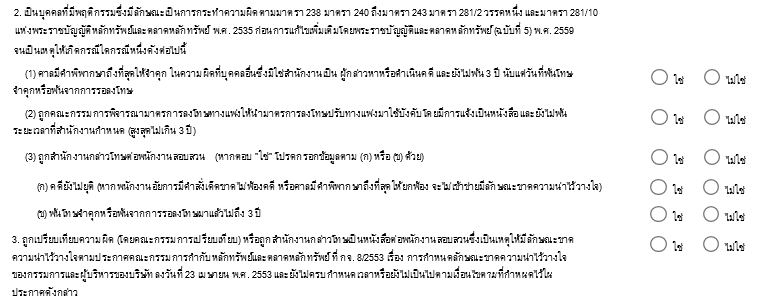 2. เป็นบุคคลที่มีพฤติกรรมซึ่งมีลักษณะเป็นการกระทำความผิดตามมาตรา 238 มาตรา 240 ถึงมาตรา 243 มาตรา 281/2 วรรคหนึ่ง และมาตรา 281/10
แห่งพระราชบัญญัติหลักทรัพย์และตลาดหลักทรัพย์ พ.ศ. 2535 ก่อนการแก้ไขเพิ่มเติมโดยพระราชบัญญัติและตลาดหลักทรัพย์ (ฉบับที่ 5) พ.ศ. 2559
จนเป็นเหตุให้เกิดกรณีใดกรณีหนึ่งดังต่อไปนี้
(1) ศาลมีคำพิพากษาถึงที่สุดให้จำคุก ในความผิดที่บุคคลอื่นซึ่งมิใช่สำนักงานเป็น ผู้กล่าวหาหรือดำเนินคดี และยังไม่พ้น 3 ปี นับแต่วันที่พ้นโทษ
จำคุกหรือพ้นจากการรอลงโทษ
ใช่ ไม่ใช่
(2) ถูกคณะกรรมการพิจารณามาตรการลงโทษทางแพ่งให้นำมาตรการลงโทษปรับทางแพ่งมาใช้บังคับโดยมีการแจ้งเป็นหนังสือ และยังไม่พ้น
ระยะเวลาที่สำนักงานกำหนด (สูงสุดไม่เกิน 3 ปี)
ใช่ ไม่ใช่
(3) ถูกสำนักงานกล่าวโทษต่อพนักงานสอบสวน (หากตอบ "ใช่" โปรดกรอกข้อมูลตาม (ก) หรือ (ข) ด้วย)
ใช่ ไม่ใช่
(ก) คดียังไม่ยุติ (หากพนักงานอัยการมีคำสั่งเด็ดขาดไม่ฟ้องคดี หรือศาลมีคำพิพากษาถึงที่สุดให้ยกฟ้อง จะไม่เข้าข่ายมีลักษณะขาดความน่าไว้วางใจ)
ใช่ ไม่ใช่
(ข) พ้นโทษจำคุกหรือพ้นจากการรอลงโทษมาแล้วไม่ถึง 3 ปี
ใช่ ไม่ใช่
3. ถูกเปรียบเทียบความผิด (โดยคณะกรรมการเปรียบเทียบ) หรือถูกสำนักงานกล่าวโทษเป็นหนังสือต่อพนักงานสอบสวนซึ่งเป็นเหตุให้มีลักษณะขาด
ใช่ ไม่ใช่
ความน่าไว้วางใจตามประกาศคณะกรรมการกำกับหลักทรัพย์และตลาดหลักทรัพย์ ที่ กจ. 8/2553 เรื่อง การกำหนดลักษณะขาดความน่าไว้วางใจ
ของกรรมการและผู้บริหารของบริษัท ลงวันที่ 23 เมษายน พ.ศ. 2553 และยังไม่ครบกำหนดเวลาหรือยังไม่เป็นไปตามเงื่อนไขตามที่กำหนดไว้ใน
ประกาศดังกล่าว